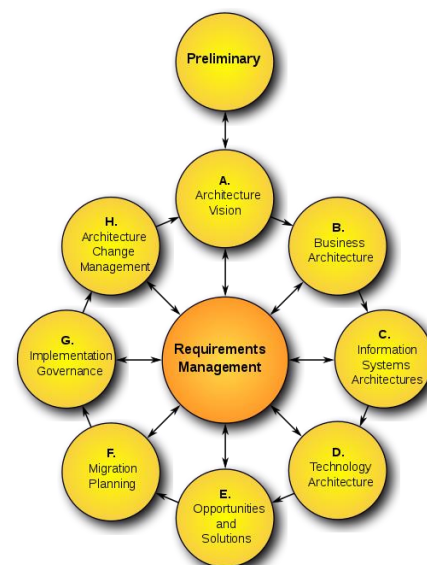 Preliminary
A.
Architecture
Vision
B.
Business
Architecture
C.
Information
Systems
Architectures
D.
Technology
Architecture
E.
Opportunities
and
Solutions
F.
Migration
Planning
G.
Implementation
Governance
H.
Architecture
Change
Management
Requirements
Management